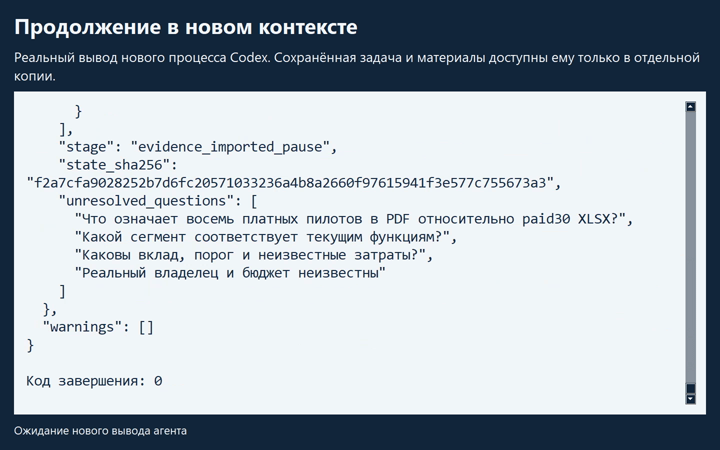 Продолжение в новом контексте
Реальный вывод нового процесса Codex. Сохранённая задача и материалы доступны ему только в отдельной
копии.
}
],
"stage": "evidence_imported_pause",
"state_sha256":
"f2a7cfa9028252b7d6fc20571033236a4b8a2660f97615941f3e577c755673a3",
"unresolved_questions": [
"Что означает восемь платных пилотов в PDF относительно paid30 XLSX?",
"Какой сегмент соответствует текущим функциям?",
"Каковы вклад, порог и неизвестные затраты?",
"Реальный владелец и бюджет неизвестны"
]
},
"warnings": []
}
Код завершения: 0
Ожидание нового вывода агента